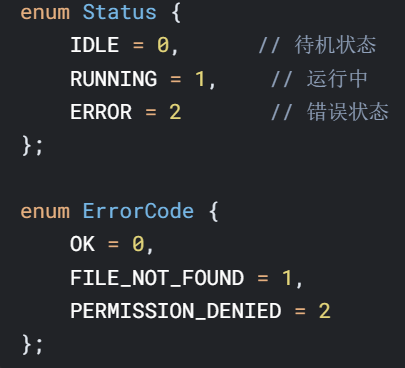 enum Status {
    IDLE = 0,      // 待机状态
    RUNNING = 1,    // 运行中
    ERROR = 2       // 错误状态
};

enum ErrorCode {
    OK = 0,
    FILE_NOT_FOUND = 1,
    PERMISSION_DENIED = 2
};